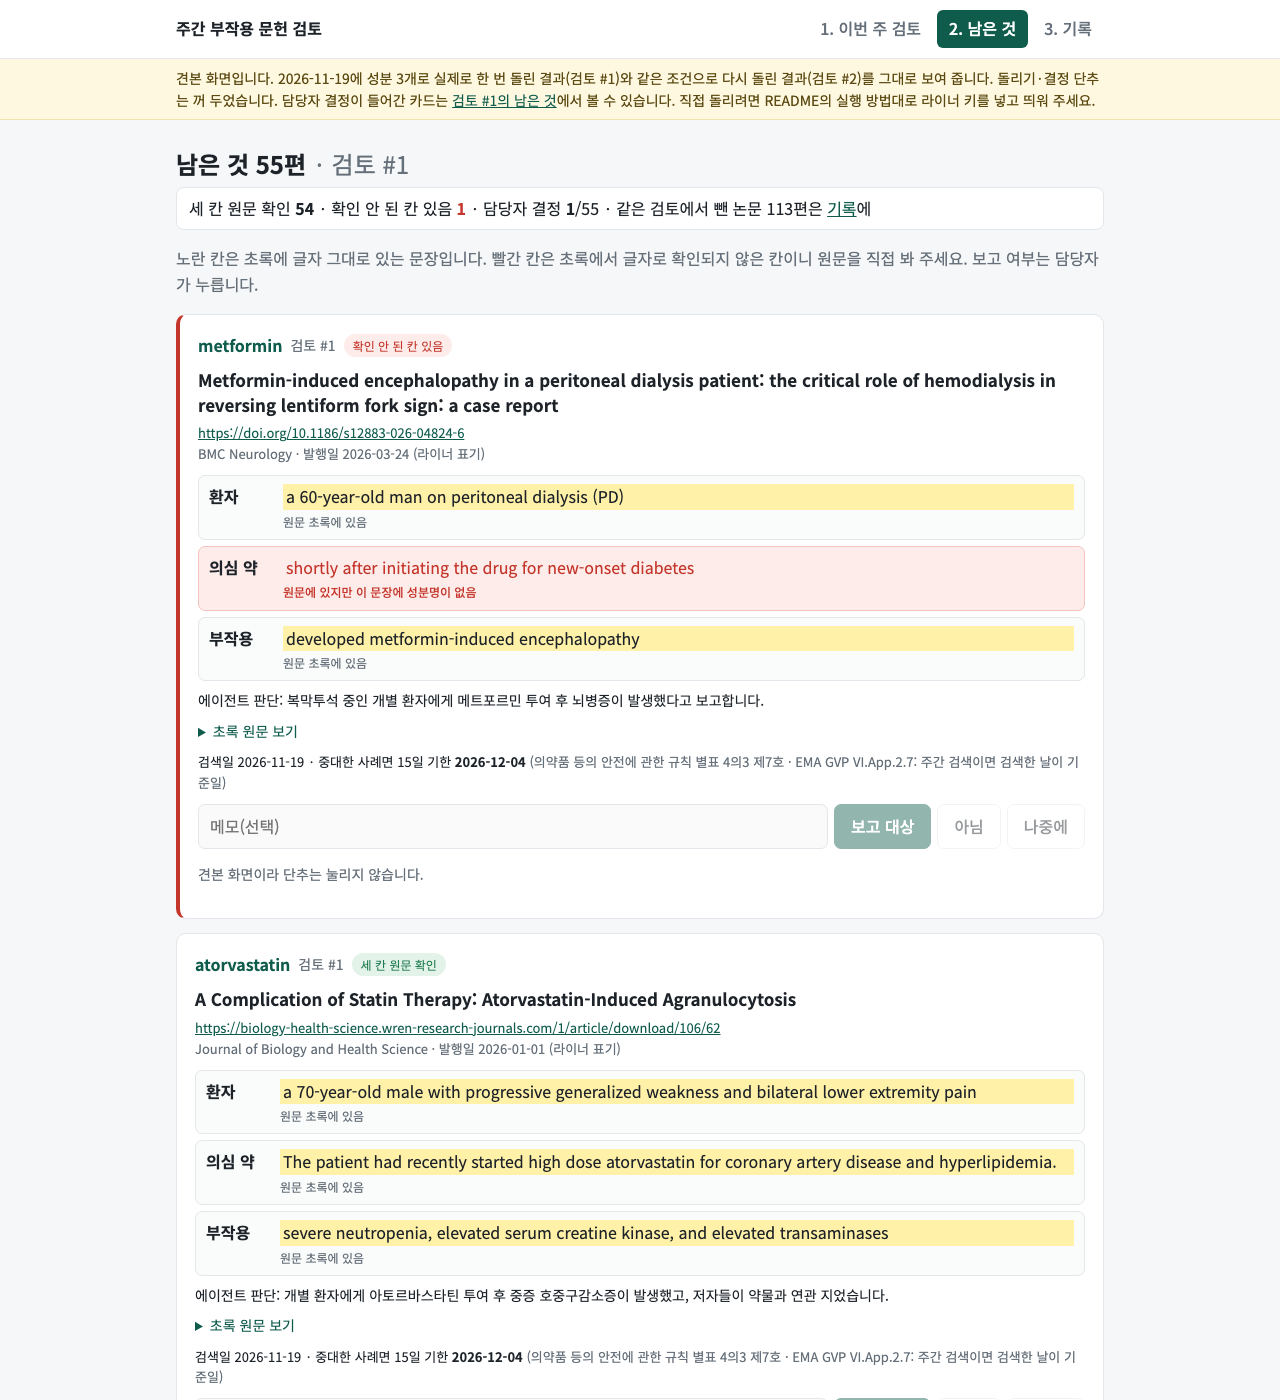 주간 부작용 문헌 검토
1. 이번 주 검토
2. 남은 것
3. 기록
견본 화면입니다. 2026-11-19에 성분 3개로 실제로 한 번 돌린 결과(검토 #1)와 같은 조건으로 다시 돌린 결과(검토 #2)를 그대로 보여 줍니다. 돌리기·결정 단추
는 꺼 두었습니다. 담당자 결정이 들어간 카드는 검토 #1의 남은 것에서 볼 수 있습니다. 직접 돌리려면 README의 실행 방법대로 라이너 키를 넣고 띄워 주세요.
남은 것 55편 · 검토 #1
세 칸 원문 확인 54 · 확인 안 된 칸 있음 1 · 담당자 결정 1/55 · 같은 검토에서 뺀 논문 113편은 기록에
노란 칸은 초록에 글자 그대로 있는 문장입니다. 빨간 칸은 초록에서 글자로 확인되지 않은 칸이니 원문을 직접 봐 주세요. 보고 여부는 담당자
가 누릅니다.
metformin 검토 #1 확인 안 된 칸 있음
Metformin-induced encephalopathy in a peritoneal dialysis patient: the critical role of hemodialysis in
reversing lentiform fork sign: a case report
https://doi.org/10.1186/s12883-026-04824-6
BMC Neurology · 발행일 2026-03-24 (라이너 표기)
환자 a 60-year-old man on peritoneal dialysis (PD)
원문 초록에 있음
의심 약 shortly after initiating the drug for new-onset diabetes
원문에 있지만 이 문장에 성분명이 없음
부작용 developed metformin-induced encephalopathy
원문 초록에 있음
에이전트 판단: 복막투석 중인 개별 환자에게 메트포르민 투여 후 뇌병증이 발생했다고 보고합니다.
▶ 초록 원문 보기
검색일 2026-11-19 · 중대한 사례면 15일 기한 2026-12-04 (의약품 등의 안전에 관한 규칙 별표 4의3 제7호 · EMA GVP VI.App.2.7: 주간 검색이면 검색한 날이 기
준일)
메모(선택)
보고 대상
아님
나중에
견본 화면이라 단추는 눌리지 않습니다.
atorvastatin 검토 #1 세 칸 원문 확인
A Complication of Statin Therapy: Atorvastatin-Induced Agranulocytosis
https://biology-health-science.wren-research-journals.com/1/article/download/106/62
Journal of Biology and Health Science · 발행일 2026-01-01 (라이너 표기)
환자 a 70-year-old male with progressive generalized weakness and bilateral lower extremity pain
원문 초록에 있음
의심 약 The patient had recently started high dose atorvastatin for coronary artery disease and hyperlipidemia.
원문 초록에 있음
부작용 severe neutropenia, elevated serum creatine kinase, and elevated transaminases
원문 초록에 있음
에이전트 판단: 개별 환자에게 아토르바스타틴 투여 후 중증 호중구감소증이 발생했고, 저자들이 약물과 연관 지었습니다.
▶ 초록 원문 보기
검색일 2026-11-19 · 중대한 사례면 15일 기한 2026-12-04 (의약품 등의 안전에 관한 규칙 별표 4의3 제7호 · EMA GVP VI.App.2.7: 주간 검색이면 검색한 날이 기
준일)